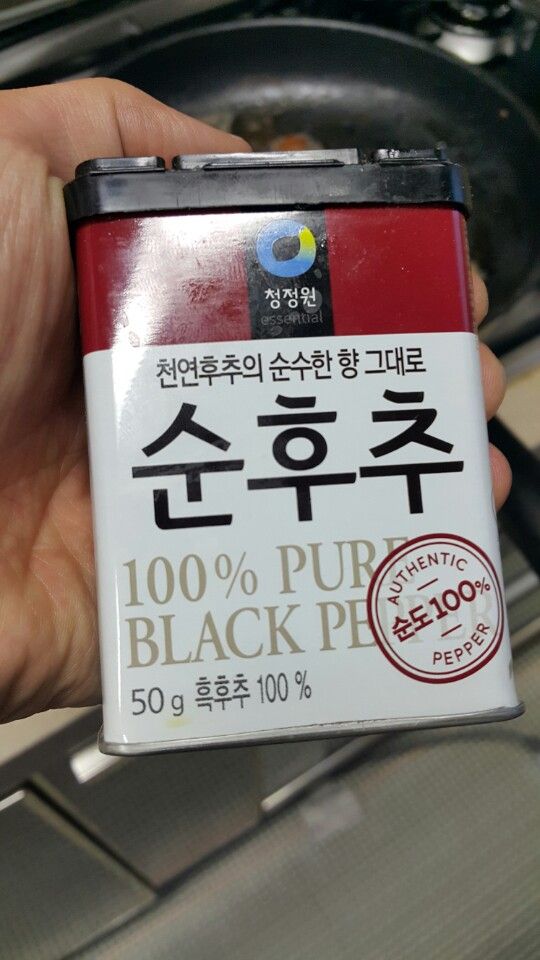 청정원
essential
천연후추의 순수한 향 그대로
순후추
100% PURE
BLACK PEPPER
AUTHENTIC
순도100%
PEPPER
50 g 흑후추 100 %